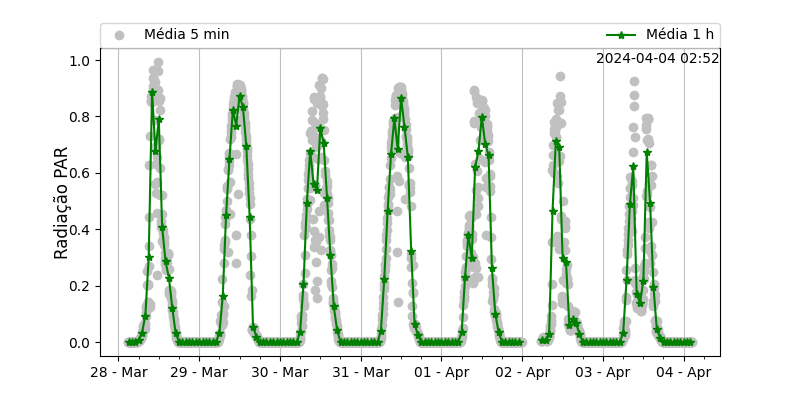 Média 5 min
Média 1 h
2024-04-04 02:52
Radiação PAR
1.0
0.8
0.6
0.4
0.2
0.0
28 - Mar
29 - Mar
30 - Mar
31 - Mar
01 - Apr
02 - Apr
03 - Apr
04 - Apr